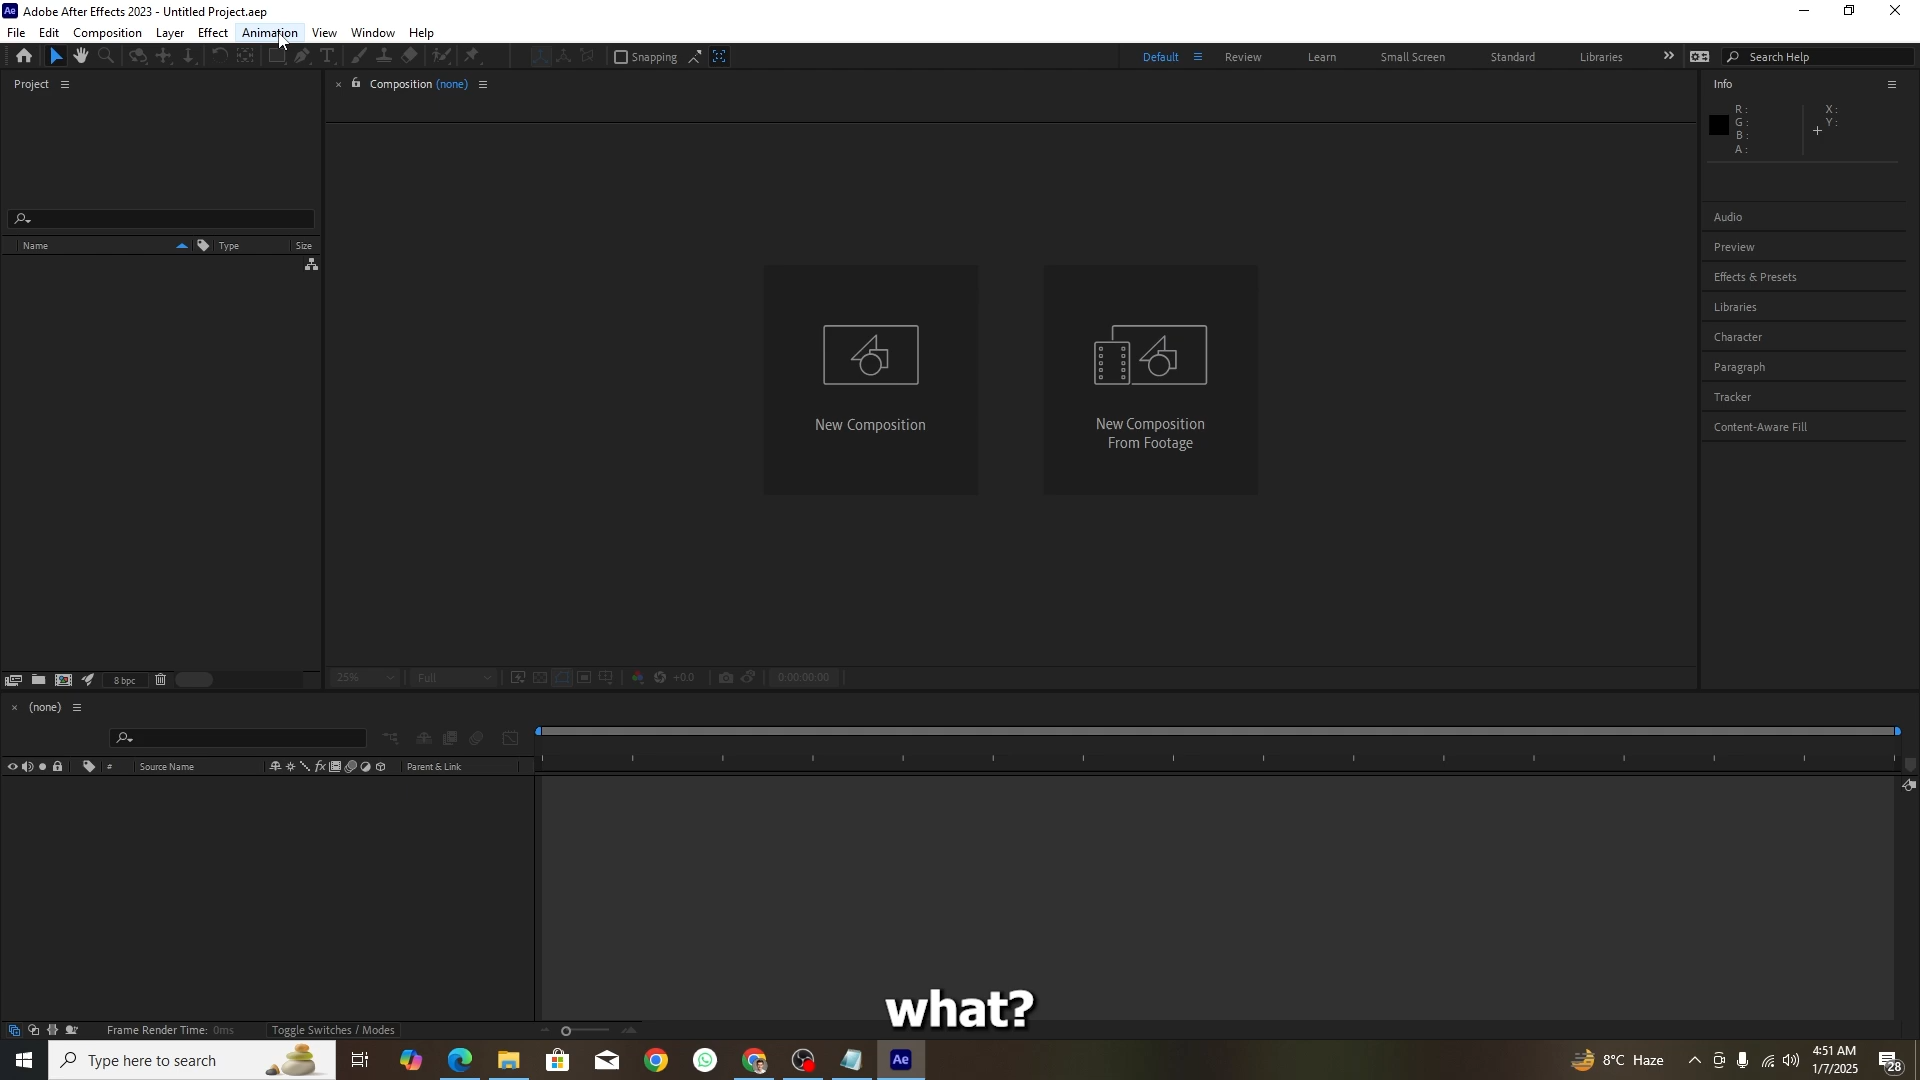 Ae Adobe After Effects 2023 - Untitled Project.aep
File Edit Composition Layer Effect Animation View Window Help
Snapping Default Review Learn Small Screen Standard Libraries Search Help
Project
Composition (none)
Info
R :
G :
B :
A :
X :
Y :
Name Type Size
Audio
Preview
Effects & Presets
Libraries
Character
Paragraph
Tracker
Content-Aware Fill
New Composition
New Composition
From Footage
8 bpc
25% Full +0.0 0:00:00:00
(none)
# Source Name fx Parent & Link
what?
Frame Render Time: 0ms Toggle Switches / Modes
Type here to search
Ae
8°C Haze
4:51 AM
1/7/2025
28